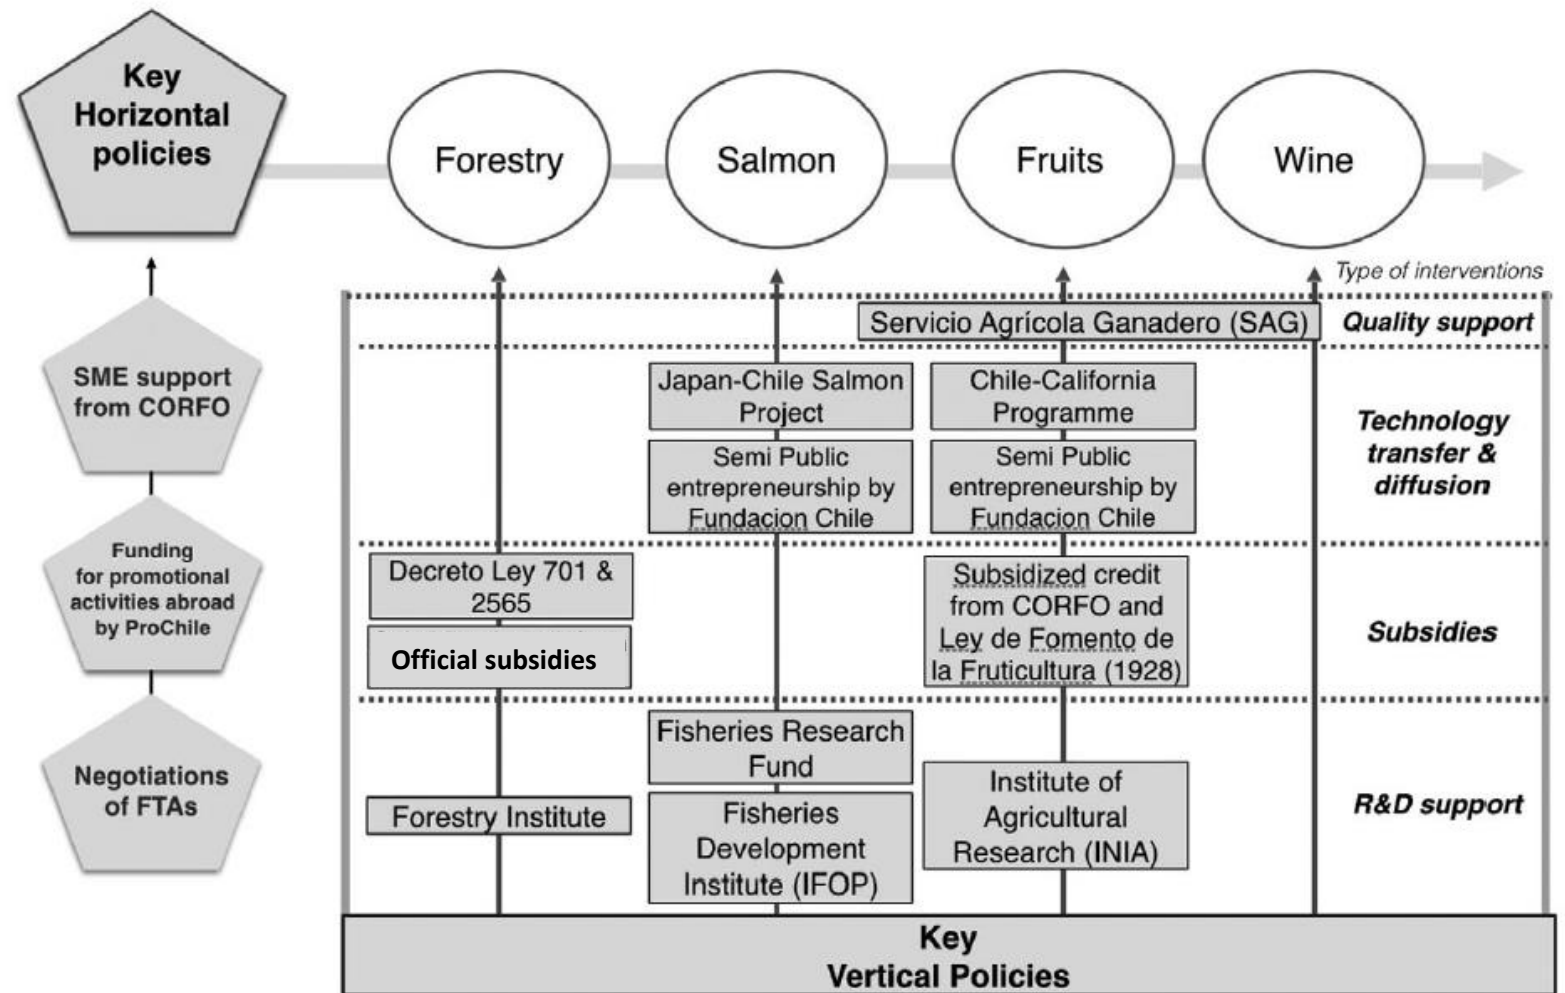 Key
Horizontal
policies
Forestry
Salmon
Fruits
Wine
Type of interventions
SME support
from CORFO
Funding
for promotional
activities abroad
by ProChile
Negotiations
of FTAs
Servicio Agrícola Ganadero (SAG)
Quality support
Japan-Chile Salmon
Project
Chile-California
Programme
Semi Public
entrepreneurship by
Fundacion Chile
Semi Public
entrepreneurship by
Fundacion Chile
Technology
transfer &
diffusion
Decreto Ley 701 &
2565
Official subsidies
Subsidized credit
from CORFO and
Ley de Fomento de
la Fruticultura (1928)
Subsidies
Forestry Institute
Fisheries Research
Fund
Fisheries
Development
Institute (IFOP)
Institute of
Agricultural
Research (INIA)
R&D support
Key
Vertical Policies